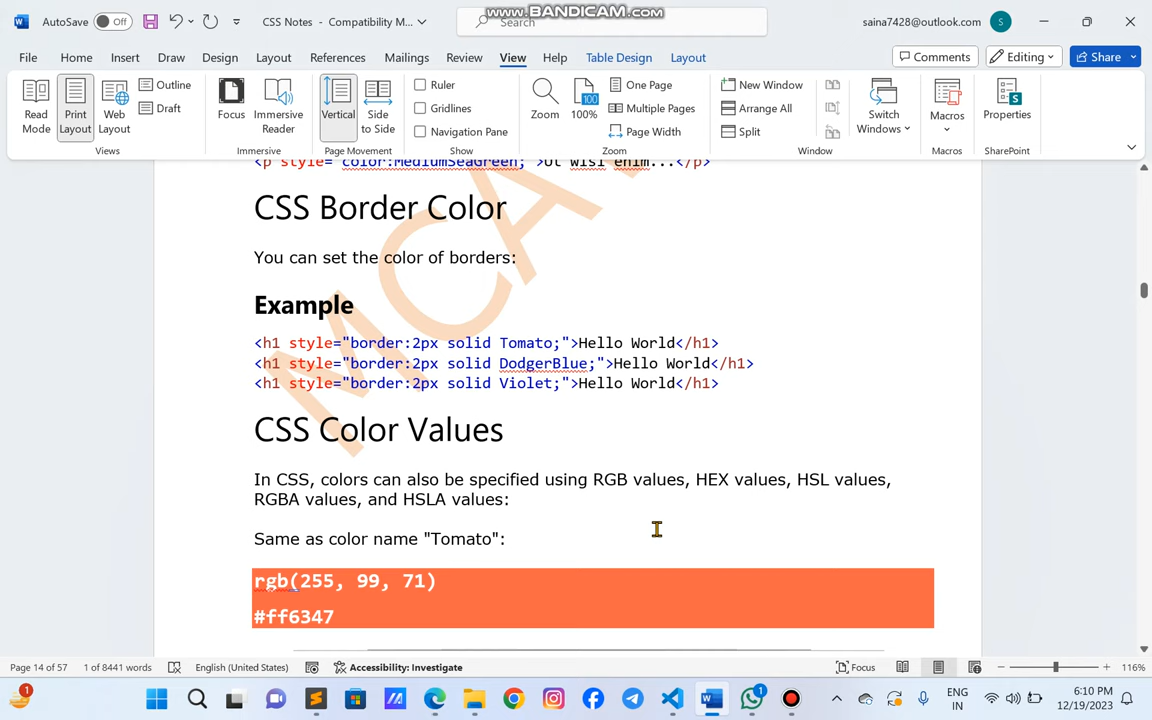 AutoSave Off CSS Notes - Compatibility M... Search saina7428@outlook.com S
www.BANDICAM.com
File Home Insert Draw Design Layout References Mailings Review View Help Table Design Layout Comments Editing Share
Read Mode
Print Layout
Web Layout
Outline
Draft
Views
Focus
Immersive Reader
Immersive
Vertical
Side to Side
Page Movement
Ruler
Gridlines
Navigation Pane
Show
Zoom
100
100%
One Page
Multiple Pages
Page Width
Zoom
New Window
Arrange All
Split
Switch Windows
Window
Macros
Macros
Properties
SharePoint
<p style="color:MediumSeaGreen;">Ut wisi enim...</p>
MCA
CSS Border Color
You can set the color of borders:
Example
<h1 style="border:2px solid Tomato;">Hello World</h1>
<h1 style="border:2px solid DodgerBlue;">Hello World</h1>
<h1 style="border:2px solid Violet;">Hello World</h1>
CSS Color Values
In CSS, colors can also be specified using RGB values, HEX values, HSL values,
RGBA values, and HSLA values:
Same as color name "Tomato":
rgb(255, 99, 71)
#ff6347
Page 14 of 57 1 of 8441 words English (United States) Accessibility: Investigate Focus 116%
1 1 ENG IN 6:10 PM 12/19/2023